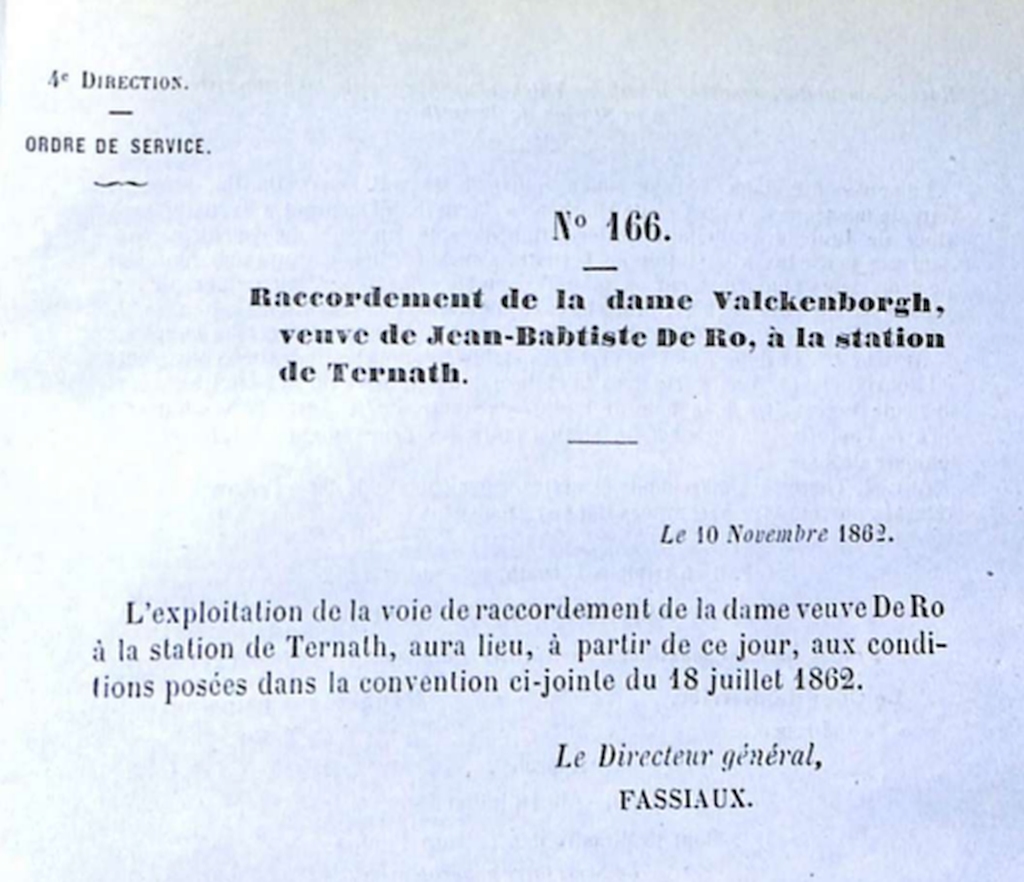 4e DIRECTION.
ORDRE DE SERVICE.
No 166.
Raccordement de la dame Valckenborgh,
veuve de Jean-Babtiste De Ro, à la station
de Ternath.
Le 10 Novembre 1862.
L'exploitation de la voie de raccordement de la dame veuve De Ro
à la station de Ternath, aura lieu, à partir de ce jour, aux condi-
tions posées dans la convention ci-jointe du 18 juillet 1862.
Le Directeur général,
FASSIAUX.